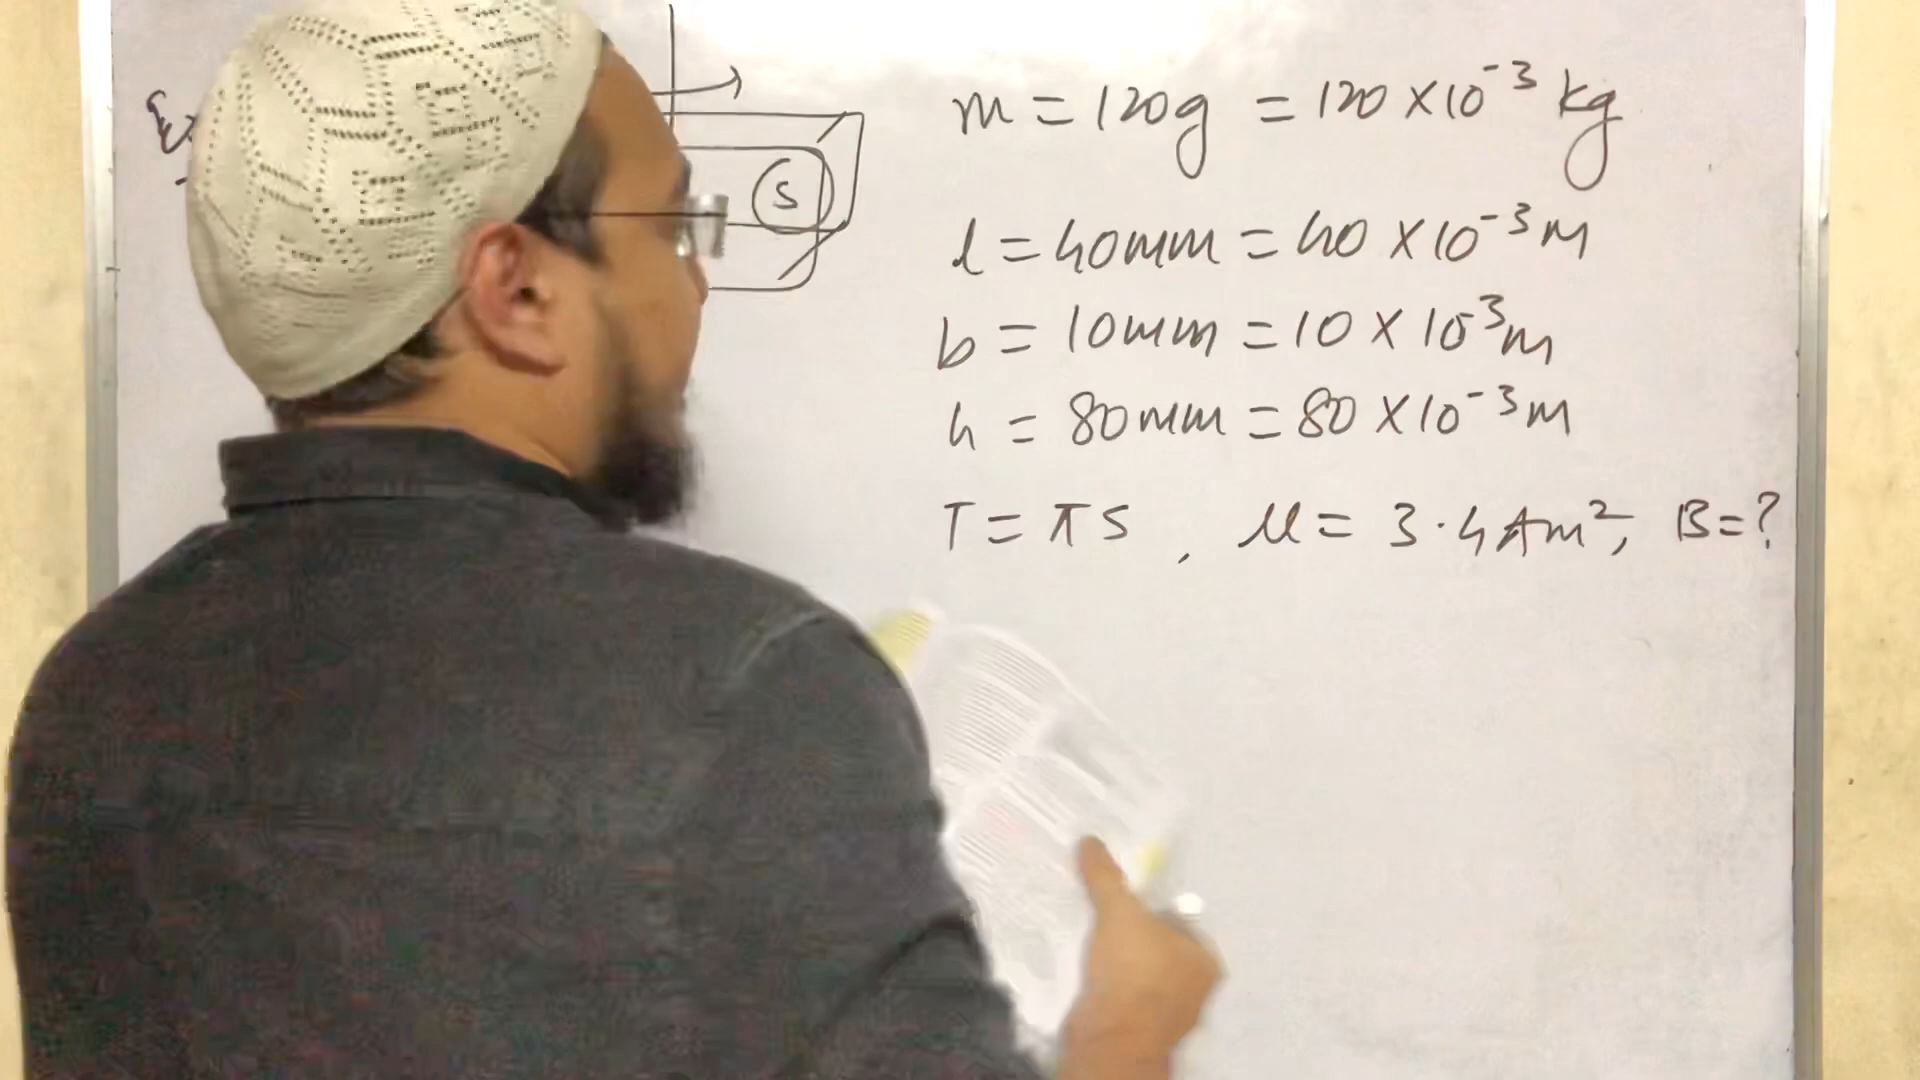 S
m = 120g = 120 × 10⁻³ kg
l = 40mm = 40 × 10⁻³ m
b = 10mm = 10 × 10⁻³ m
h = 80mm = 80 × 10⁻³ m
T = π s , M = 3.4 Am², B = ?